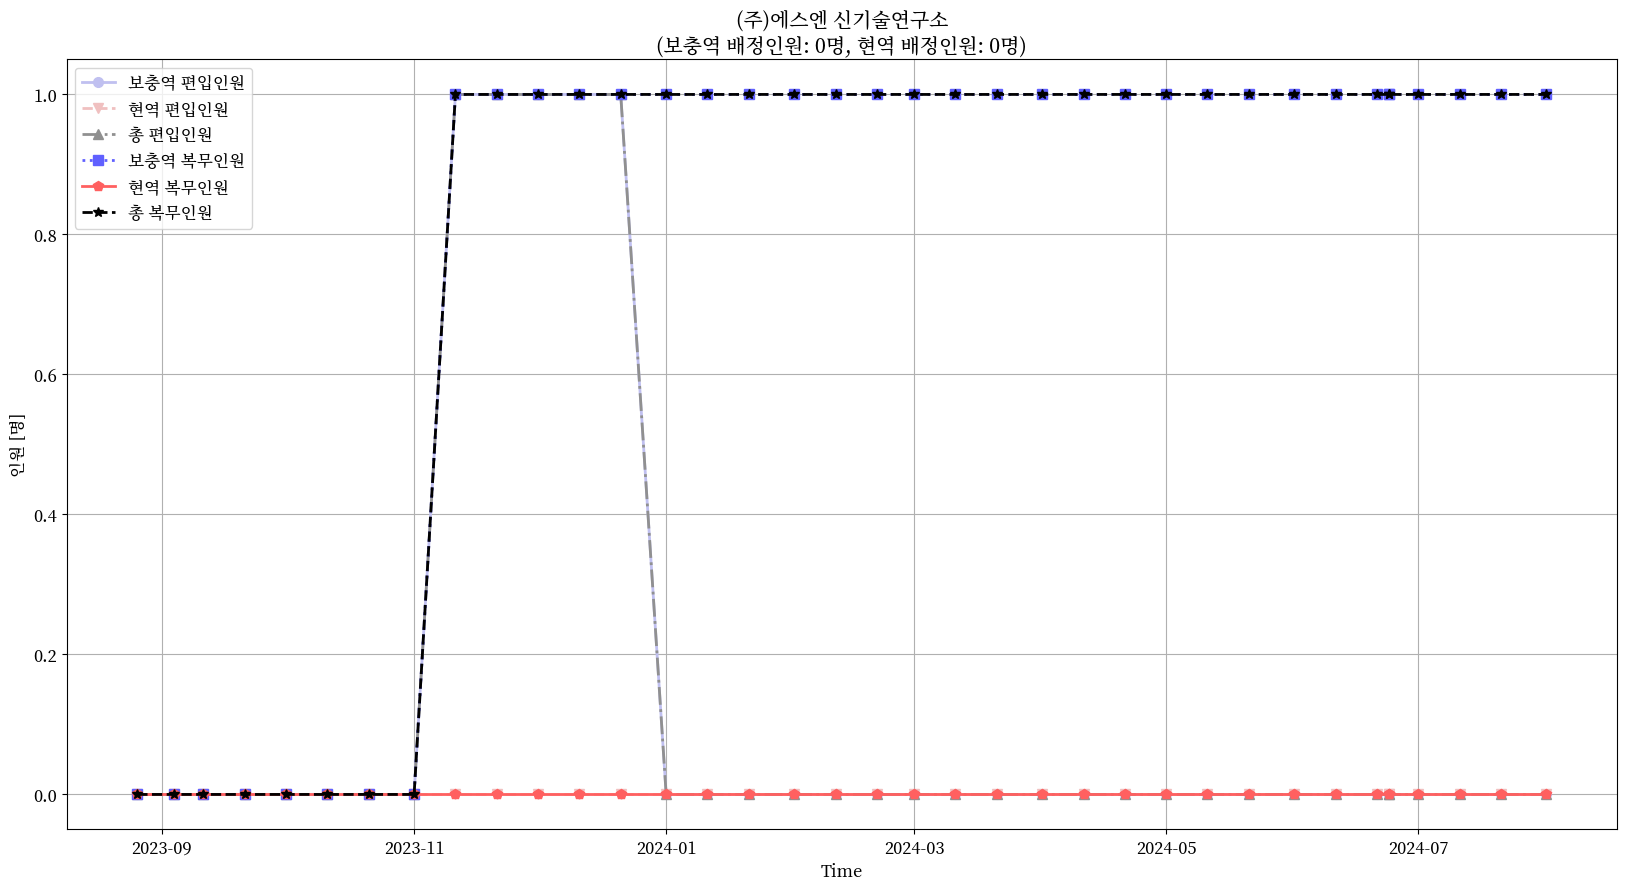 (주)에스엔 신기술연구소
(보충역 배정인원: 0명, 현역 배정인원: 0명)
보충역 편입인원
현역 편입인원
총 편입인원
보충역 복무인원
현역 복무인원
총 복무인원
인원 [명]
1.0
0.8
0.6
0.4
0.2
0.0
2023-09
2023-11
2024-01
2024-03
2024-05
2024-07
Time